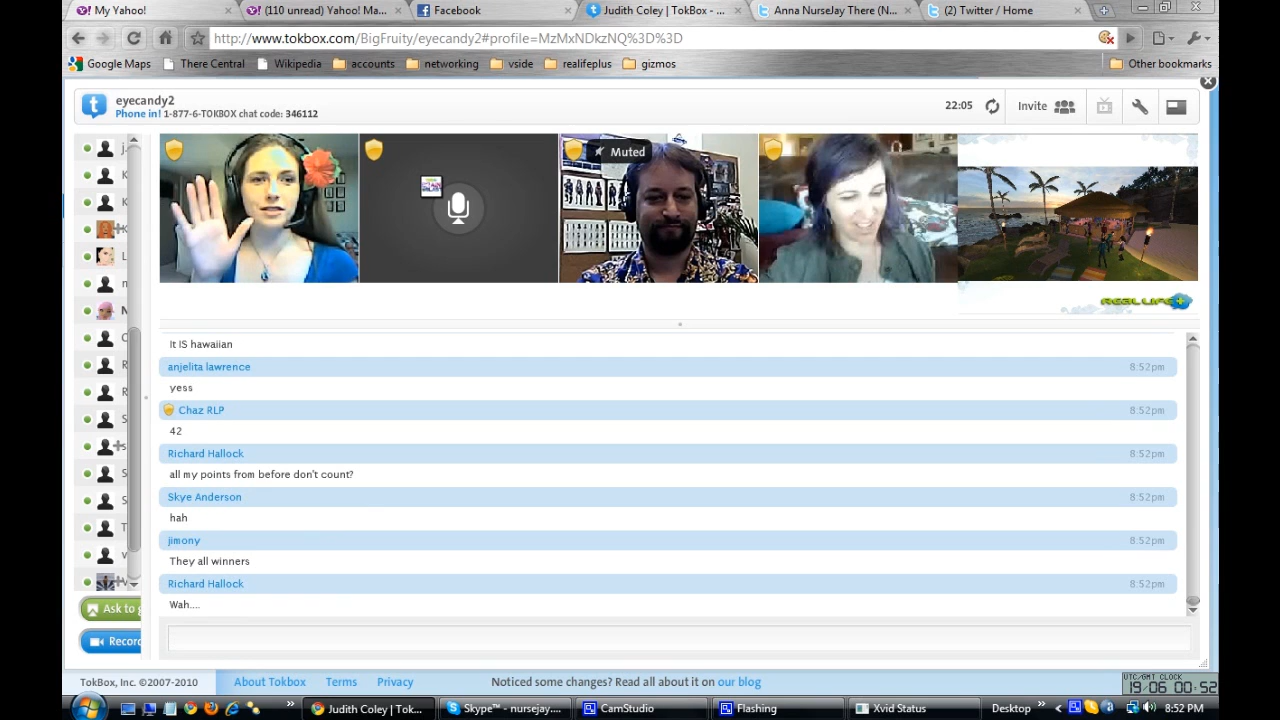 My Yahoo!
(110 unread) Yahoo! Ma...
Facebook
Judith Coley | TokBox - ...
Anna NurseJay There (N...
(2) Twitter / Home
http://www.tokbox.com/BigFruity/eyecandy2#profile=MzMxNDkzNQ%3D%3D
Google Maps
There Central
Wikipedia
accounts
networking
vside
realifeplus
gizmos
Other bookmarks
eyecandy2
Phone in! 1-877-6-TOKBOX chat code: 346112
22:05
Invite
Muted
REAL LIFE+
j
K
K
K
L
n
N
C
R
R
S
s
S
S
T
v
It IS hawaiian
anjelita lawrence 8:52pm
yess
Chaz RLP 8:52pm
42
Richard Hallock 8:52pm
all my points from before don't count?
Skye Anderson 8:52pm
hah
jimony 8:52pm
They all winners
Richard Hallock 8:52pm
Wah....
Ask to g
Record
TokBox, Inc. ©2007-2010
About Tokbox
Terms
Privacy
Noticed some changes? Read all about it on our blog
UTC/GMT CLOCK
19-06 00:52
Judith Coley | Tok...
Skype™ - nursejay....
CamStudio
Flashing
Xvid Status
Desktop
8:52 PM